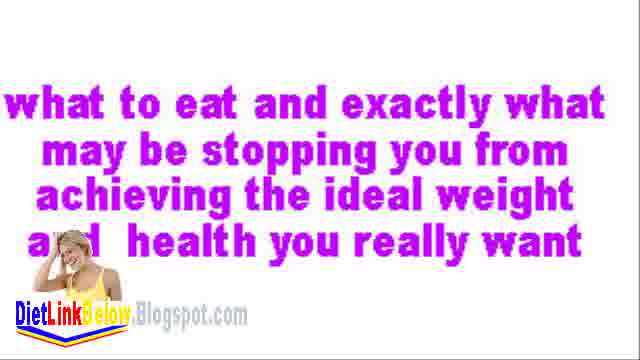 what to eat and exactly what
may be stopping you from
achieving the ideal weight
and health you really want
DietLinkBelow.Blogspot.com